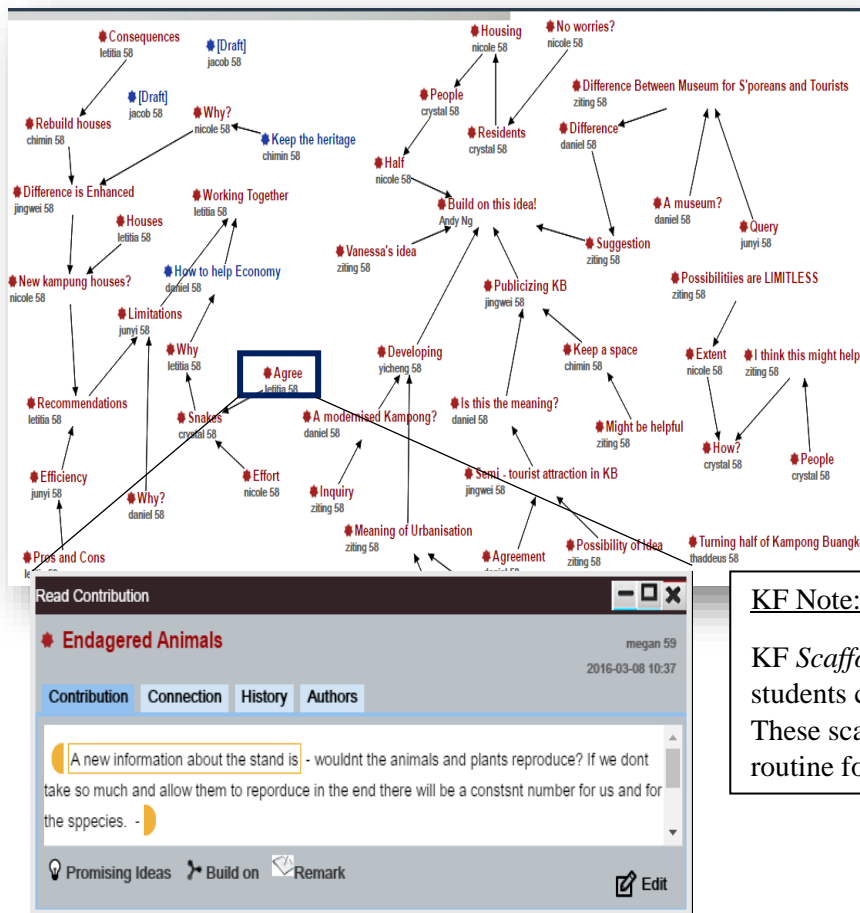 Consequences
letitia 58
[Draft]
jacob 58
[Draft]
jacob 58
Housing
nicole 58
No worries?
nicole 58
Rebuild houses
chimin 58
Why?
nicole 58
Keep the heritage
chimin 58
People
crystal 58
Residents
crystal 58
Difference Between Museum for S'poreans and Tourists
ziting 58
Difference
daniel 58
Half
nicole 58
Difference is Enhanced
jingwei 58
Working Together
letitia 58
Build on this idea!
Andy Ng
A museum?
daniel 58
Houses
letitia 58
Query
junyi 58
Suggestion
ziting 58
Vanessa's idea
ziting 58
How to help Economy
daniel 58
New kampung houses?
nicole 58
Publicizing KB
jingwei 58
Possibilitiies are LIMITLESS
ziting 58
Limitations
junyi 58
Why
letitia 58
Developing
yicheng 58
Keep a space
chimin 58
Extent
nicole 58
I think this might help
ziting 58
Agree
letitia 58
Recommendations
letitia 58
Snakes
crystal 58
A modernised Kampong?
daniel 58
Is this the meaning?
daniel 58
Might be helpful
ziting 58
How?
crystal 58
People
crystal 58
Efficiency
junyi 58
Effort
nicole 58
Why?
daniel 58
Inquiry
ziting 58
Semi - tourist attraction in KB
jingwei 58
Meaning of Urbanisation
ziting 58
Agreement
Possibility of Idea
ziting 58
Turning half of Kampong Buangk
thaddeus 58
Pros and Cons
Read Contribution
Endagered Animals
megan 59
2016-03-08 10:37
Contribution Connection History Authors
A new information about the stand is - wouldnt the animals and plants reproduce? If we dont
take so much and allow them to reporduce in the end there will be a constsnt number for us and for
the sppecies. -
Promising Ideas Build on Remark
Edit
KF Note:
KF Scaffo
students c
These sca
routine fo